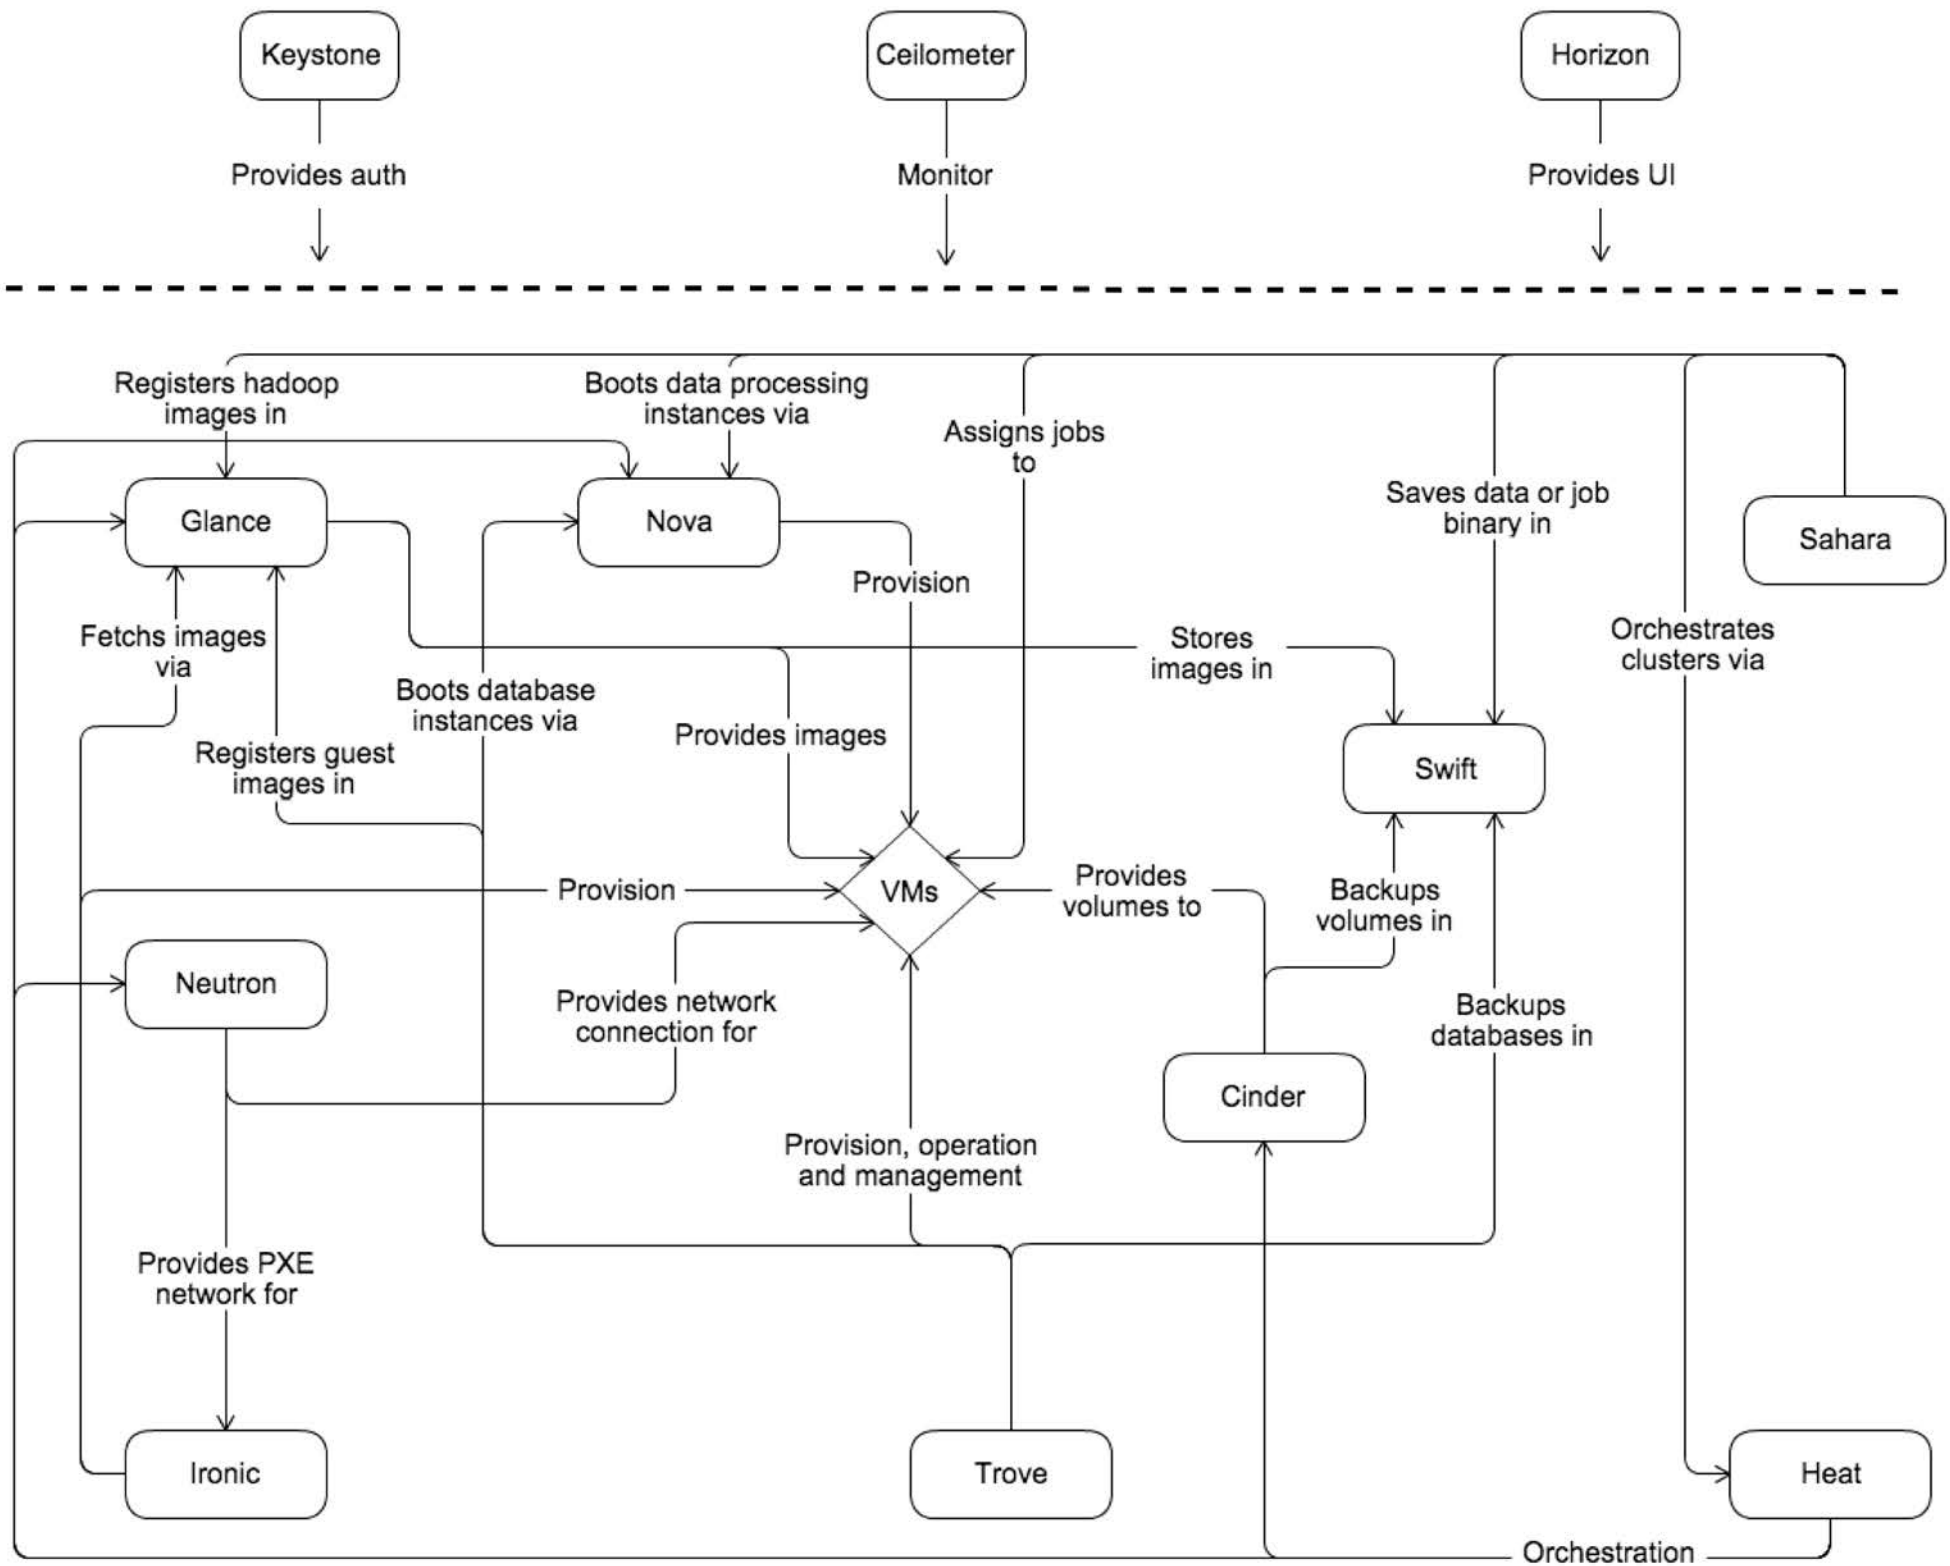 Keystone
Ceilometer
Horizon
Provides auth
Monitor
Provides UI
Registers hadoop
images in
Boots data processing
instances via
Assigns jobs
to
Saves data or job
binary in
Glance
Nova
Sahara
Provision
Fetchs images
via
Stores
images in
Orchestrates
clusters via
Boots database
instances via
Provides images
Registers guest
images in
Swift
Provision
VMs
Provides
volumes to
Backups
volumes in
Neutron
Provides network
connection for
Backups
databases in
Cinder
Provision, operation
and management
Provides PXE
network for
Ironic
Trove
Heat
Orchestration